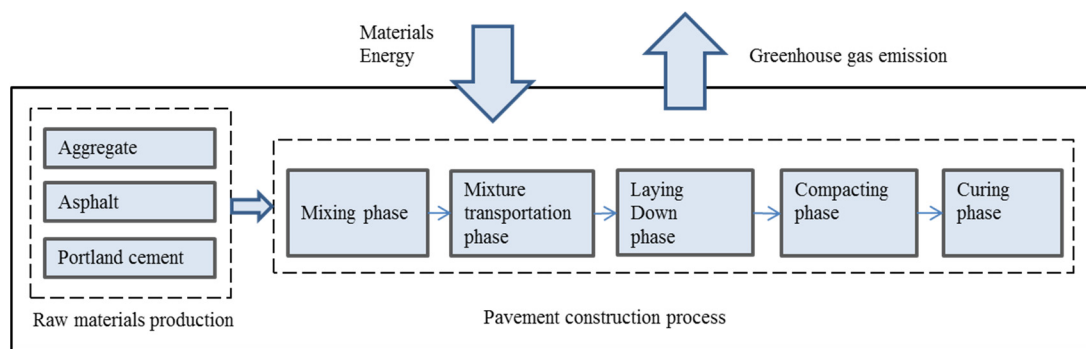 Materials
Energy
Greenhouse gas emission
Aggregate
Asphalt
Portland cement
Raw materials production
Mixing phase
Mixture
transportation
phase
Laying
Down
phase
Compacting
phase
Curing
phase
Pavement construction process